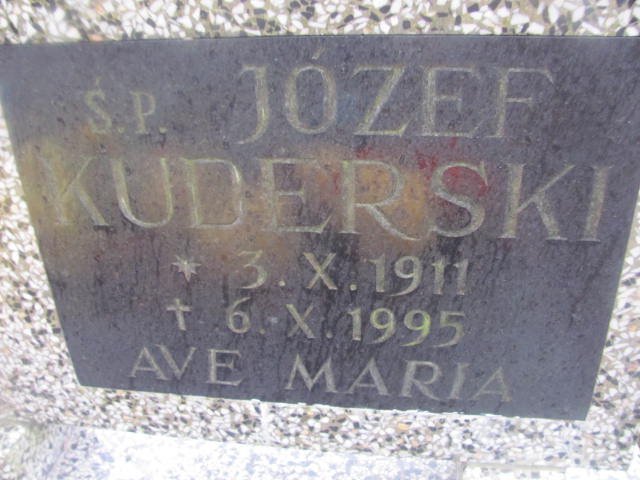 Ś.P. JÓZEF
KUDERSKI
* 3.X.1911
✝ 6.X.1995
AVE MARIA